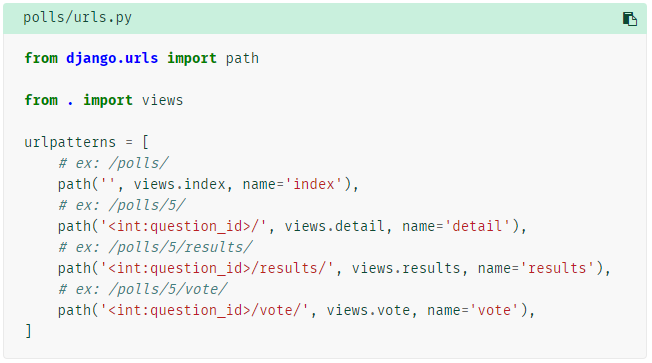 polls/urls.py
from django.urls import path
from . import views
urlpatterns = [
    # ex: /polls/
    path('', views.index, name='index'),
    # ex: /polls/5/
    path('<int:question_id>/', views.detail, name='detail'),
    # ex: /polls/5/results/
    path('<int:question_id>/results/', views.results, name='results'),
    # ex: /polls/5/vote/
    path('<int:question_id>/vote/', views.vote, name='vote'),
]